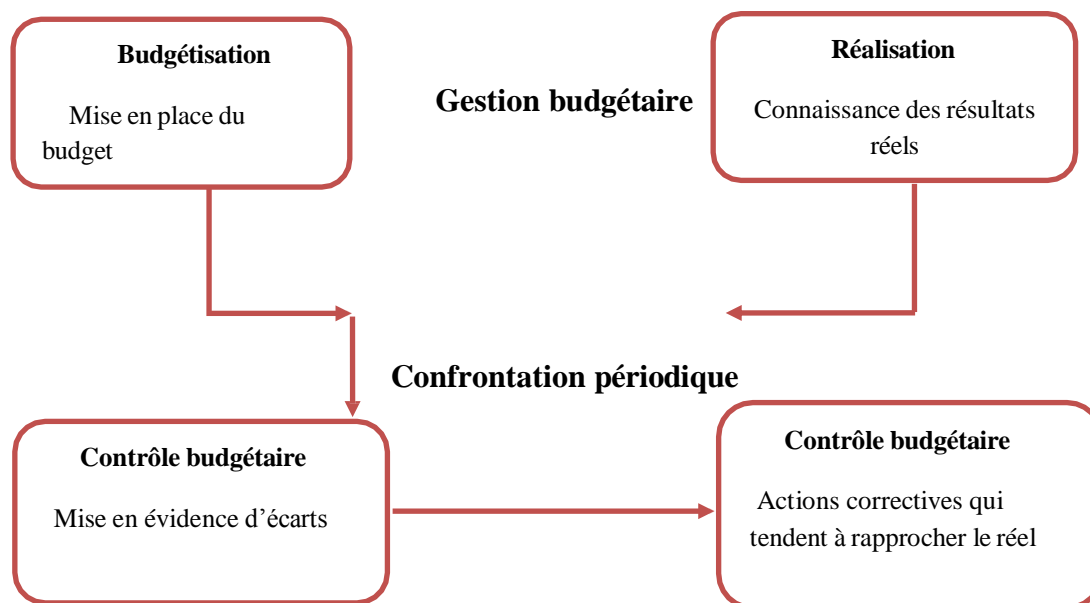 Budgétisation
Mise en place du
budget
Gestion budgétaire
Réalisation
Connaissance des résultats
réels
Confrontation périodique
Contrôle budgétaire
Mise en évidence d’écarts
Contrôle budgétaire
Actions correctives qui
tendent à rapprocher le réel